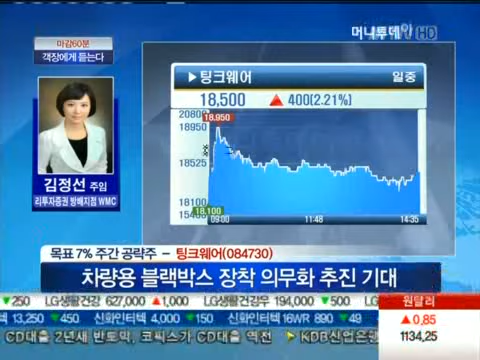 마감60분
객장에게 듣는다
김정선 주임
리투자증권 방배지점 WMC
머니투데이 HD
▶팅크웨어 일중
18,500 ▲ 400(2.21%)
20800
18.950
18950
18525
18100
18.100
09:00 11:48 14:35
목표 7% 주간 공략주 - 팅크웨어(084730)
차량용 블랙박스 장착 의무화 추진 기대
▼250 LG생활건강 627,000 ▲1,000 LG생활건강우 194,000 ▼500
텍 13,250 ▼450 신화인터텍 4,000 ▼150 신화인터텍16WR 890 ▼49
CD대출 2년새 반토막, 코픽스가 CD대출 역전 ▶KDB산업은행
원달러
▲0,85
1134,25